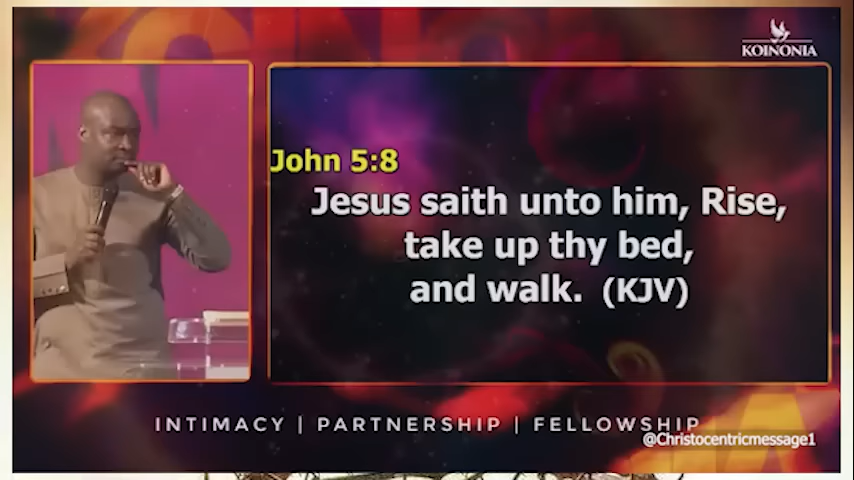 KOINONIA
John 5:8
Jesus saith unto him, Rise,
take up thy bed,
and walk. (KJV)
INTIMACY | PARTNERSHIP | FELLOWSHIP
@Christocentricmessage1